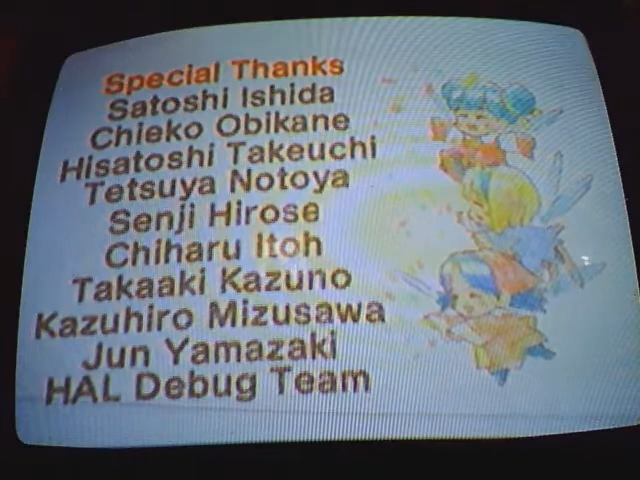 Special Thanks
Satoshi Ishida
Chieko Obikane
Hisatoshi Takeuchi
Tetsuya Notoya
Senji Hirose
Chiharu Itoh
Takaaki Kazuno
Kazuhiro Mizusawa
Jun Yamazaki
HAL Debug Team